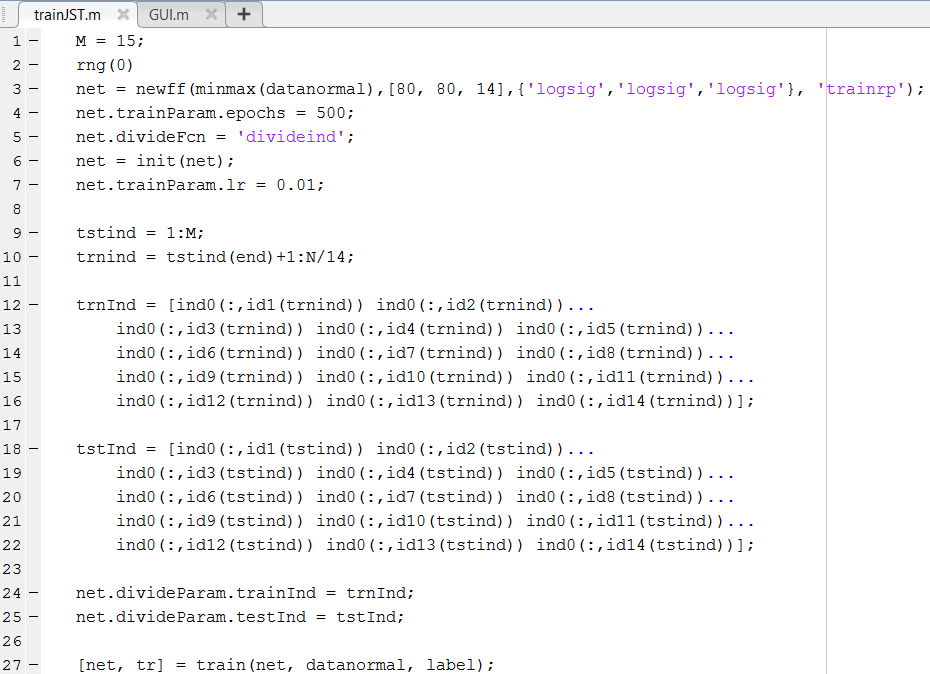 trainJST.m × GUI.m × +
1 – M = 15;
2 – rng(0)
3 – net = newff(minmax(datanormal),[80, 80, 14],{'logsig','logsig','logsig'}, 'trainrp');
4 – net.trainParam.epochs = 500;
5 – net.divideFcn = 'divideind';
6 – net = init(net);
7 – net.trainParam.lr = 0.01;
8
9 – tstind = 1:M;
10 – trnind = tstind(end)+1:N/14;
11
12 – trnInd = [ind0(:,id1(trnind)) ind0(:,id2(trnind))...
13 ind0(:,id3(trnind)) ind0(:,id4(trnind)) ind0(:,id5(trnind))...
14 ind0(:,id6(trnind)) ind0(:,id7(trnind)) ind0(:,id8(trnind))...
15 ind0(:,id9(trnind)) ind0(:,id10(trnind)) ind0(:,id11(trnind))...
16 ind0(:,id12(trnind)) ind0(:,id13(trnind)) ind0(:,id14(trnind))];
17
18 – tstInd = [ind0(:,id1(tstind)) ind0(:,id2(tstind))...
19 ind0(:,id3(tstind)) ind0(:,id4(tstind)) ind0(:,id5(tstind))...
20 ind0(:,id6(tstind)) ind0(:,id7(tstind)) ind0(:,id8(tstind))...
21 ind0(:,id9(tstind)) ind0(:,id10(tstind)) ind0(:,id11(tstind))...
22 ind0(:,id12(tstind)) ind0(:,id13(tstind)) ind0(:,id14(tstind))];
23
24 – net.divideParam.trainInd = trnInd;
25 – net.divideParam.testInd = tstInd;
26
27 – [net, tr] = train(net, datanormal, label);